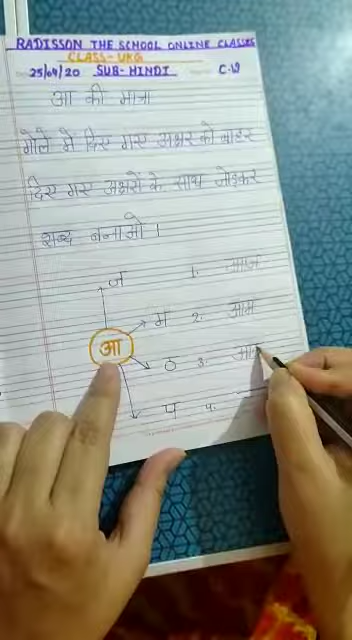 RADISSON THE SCHOOL ONLINE CLASSES
CLASS-UKG
25/04/20 SUB- HINDI C.W
आ की मात्रा
गोले में दिए गए अक्षर को बाहर
दिए गए अक्षरों के साथ जोड़कर
शब्द बनाओ।
ज 1. आज
म 2. आम
आ
ठ 3.
प 4.